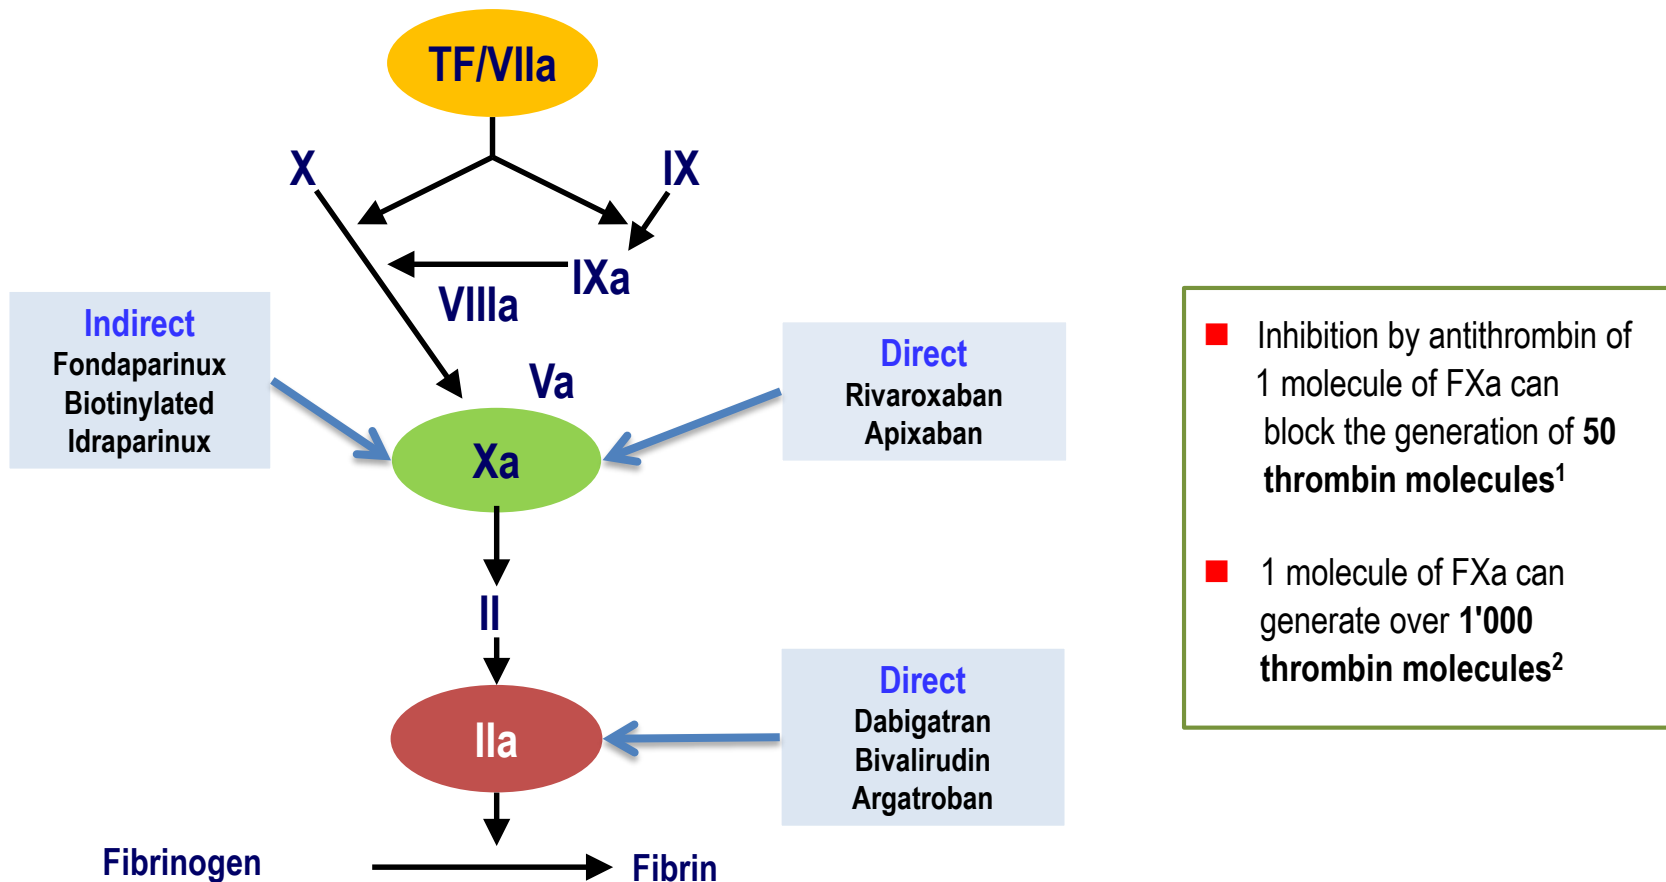 TF/VIIa
X
IX
IXa
VIIIa
Indirect
Fondaparinux
Biotinylated
Idraparinux
Va
Direct
Rivaroxaban
Apixaban
Xa
II
IIa
Direct
Dabigatran
Bivalirudin
Argatroban
Fibrinogen
Fibrin
Inhibition by antithrombin of
1 molecule of FXa can
block the generation of 50
thrombin molecules¹
1 molecule of FXa can
generate over 1'000
thrombin molecules²